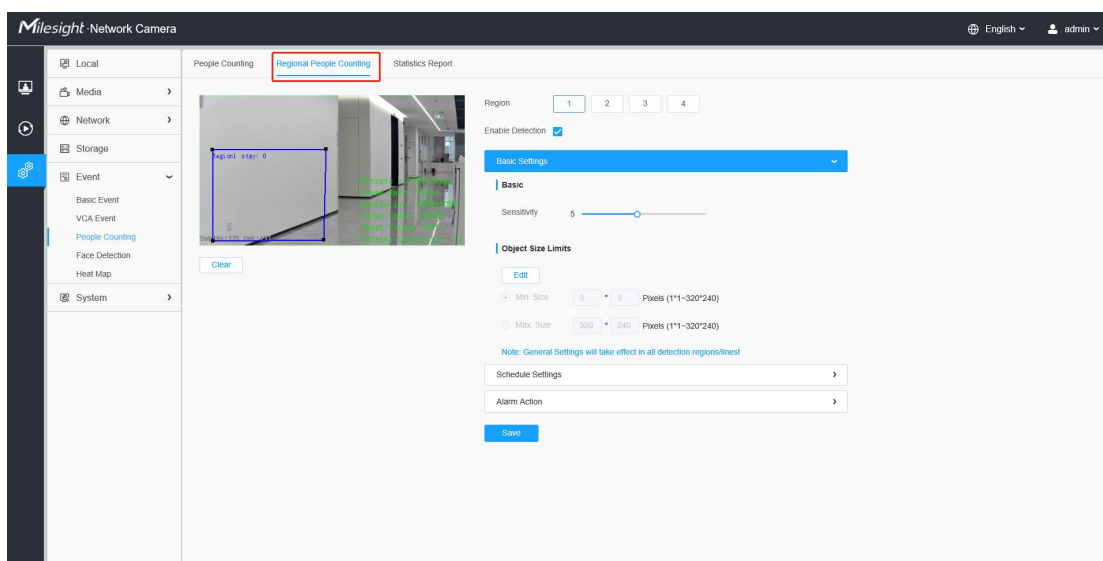 Milesight · Network Camera
English
admin
Local
Media
Network
Storage
Event
Basic Event
VCA Event
People Counting
Face Detection
Heat Map
System
People Counting
Regional People Counting
Statistics Report
Region1 stay: 0
Clear
Region 1 2 3 4
Enable Detection
Basic Settings
Basic
Sensitivity 5
Object Size Limits
Edit
Min. Size 3 * 3 Pixels (1*1~320*240)
Max. Size 320 * 240 Pixels (1*1~320*240)
Note: General Settings will take effect in all detection regions/lines!
Schedule Settings
Alarm Action
Save